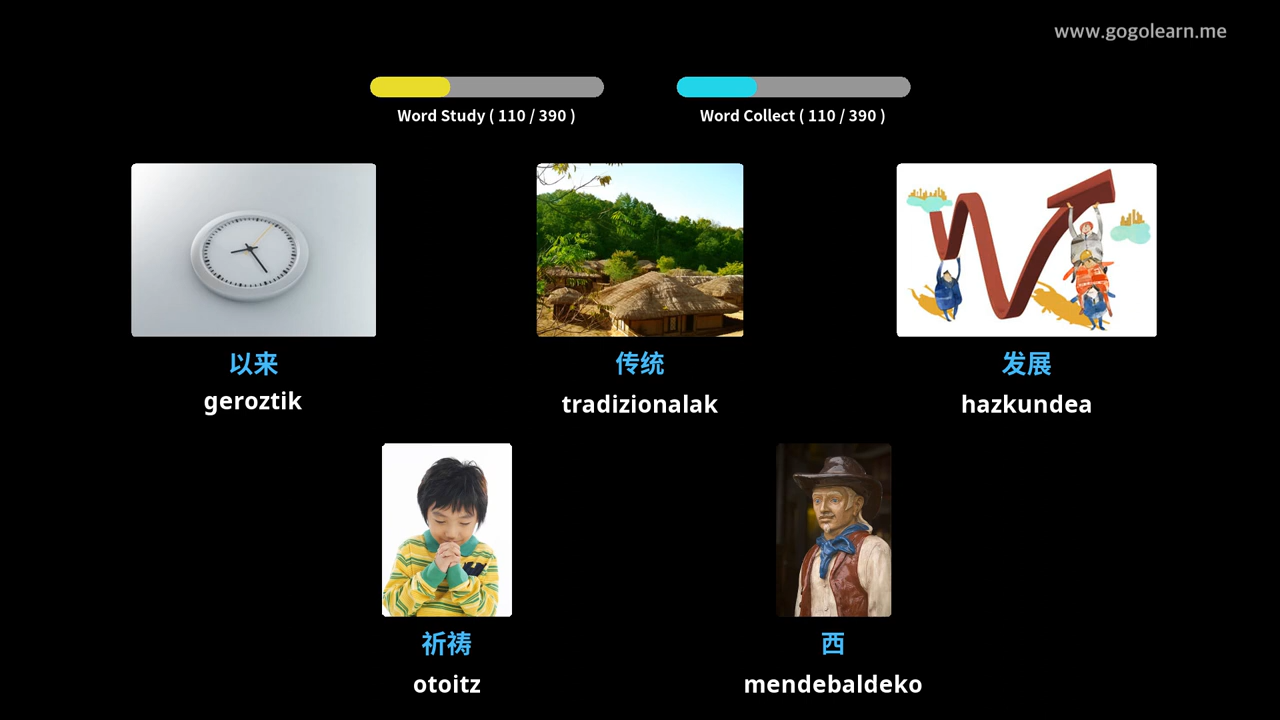 www.gogolearn.me
Word Study ( 110 / 390 )
Word Collect ( 110 / 390 )
以来
geroztik
传统
tradizionalak
发展
hazkundea
祈祷
otoitz
西
mendebaldeko